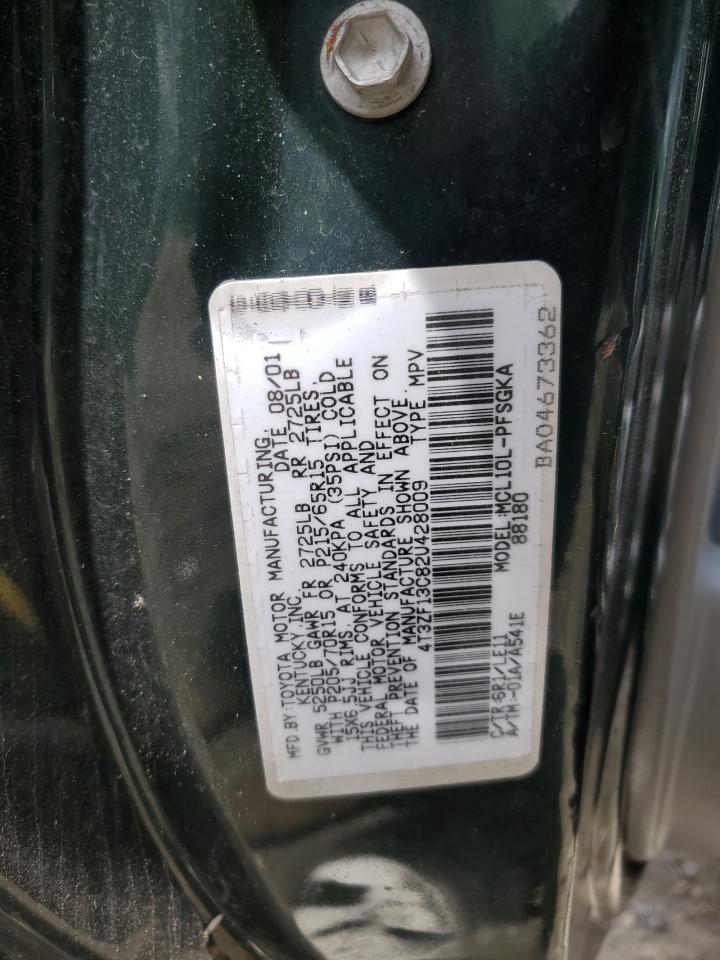 MFD.BY:TOYOTA MOTOR MANUFACTURING,
KENTUCKY,INC. DATE 08/01
GVWR 5250LB GAWR FR 2725LB RR 2725LB
WITH P205/70R15 OR P215/65R15 TIRES,
15X6.5JJ RIMS, AT 240KPA (35PSI) COLD
THIS VEHICLE CONFORMS TO ALL APPLICABLE
FEDERAL MOTOR VEHICLE SAFETY AND
THEFT PREVENTION STANDARDS IN EFFECT ON
THE DATE OF MANUFACTURE SHOWN ABOVE.
4T3ZF13C82U428009 TYPE MPV
C/TR:6R1/LE11 MODEL:MCL10L-PFSGKA
A/TM:-01A/A541E 88180
BA04673362